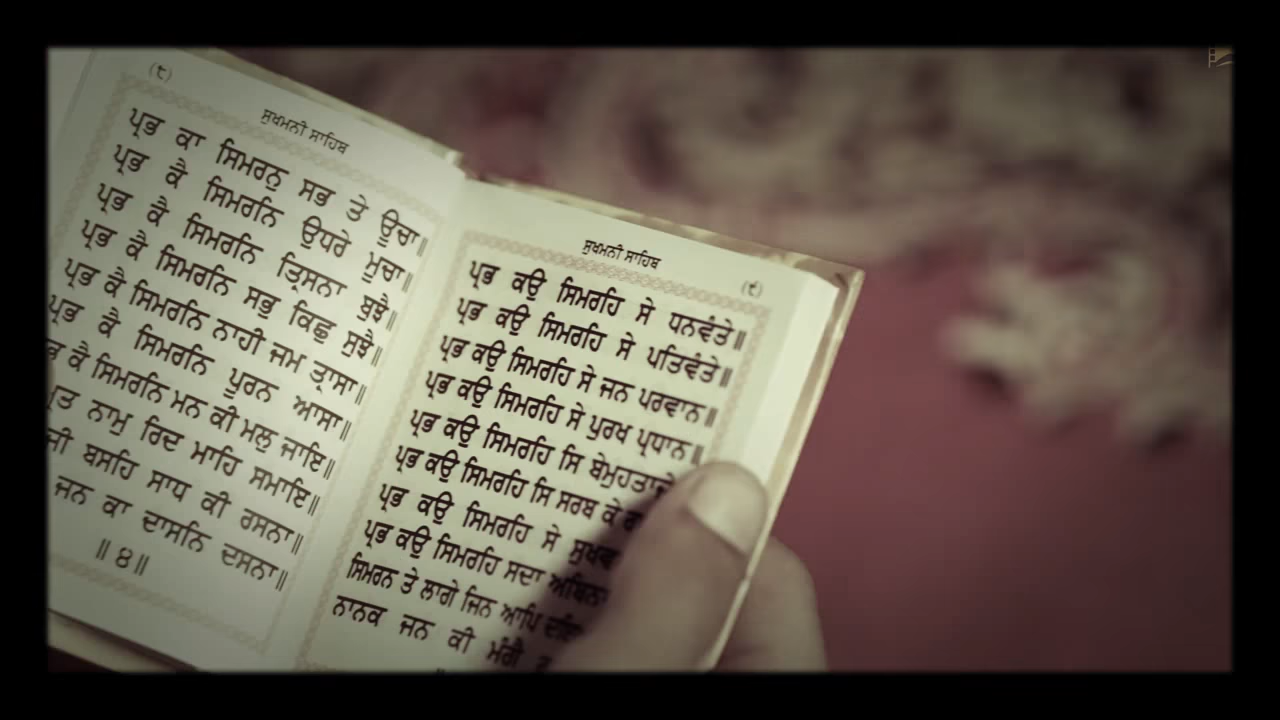 (੮)
ਸੁਖਮਨੀ ਸਾਹਿਬ
ਪ੍ਰਭ ਕਾ ਸਿਮਰਨੁ ਸਭ ਤੇ ਊਚਾ॥
ਪ੍ਰਭ ਕੈ ਸਿਮਰਨਿ ਉਧਰੇ ਮੂਚਾ॥
ਪ੍ਰਭ ਕੈ ਸਿਮਰਨਿ ਤ੍ਰਿਸਨਾ ਬੁਝੈ॥
ਪ੍ਰਭ ਕੈ ਸਿਮਰਨਿ ਸਭੁ ਕਿਛੁ ਸੁਝੈ॥
ਪ੍ਰਭ ਕੈ ਸਿਮਰਨਿ ਨਾਹੀ ਜਮ ਤ੍ਰਾਸਾ॥
ਪ੍ਰਭ ਕੈ ਸਿਮਰਨਿ ਪੂਰਨ ਆਸਾ॥
ਕੈ ਸਿਮਰਨਿ ਮਨ ਕੀ ਮਲੁ ਜਾਇ॥
ਨਾਮੁ ਰਿਦ ਮਾਹਿ ਸਮਾਇ॥
ਬਸਹਿ ਸਾਧ ਕੀ ਰਸਨਾ॥
ਜਨ ਕਾ ਦਾਸਨਿ ਦਸਨਾ॥
॥੪॥
ਸੁਖਮਨੀ ਸਾਹਿਬ
(੯)
ਪ੍ਰਭ ਕਉ ਸਿਮਰਹਿ ਸੇ ਧਨਵੰਤੇ॥
ਪ੍ਰਭ ਕਉ ਸਿਮਰਹਿ ਸੇ ਪਤਿਵੰਤੇ॥
ਪ੍ਰਭ ਕਉ ਸਿਮਰਹਿ ਸੇ ਜਨ ਪਰਵਾਨ॥
ਪ੍ਰਭ ਕਉ ਸਿਮਰਹਿ ਸੇ ਪੁਰਖ ਪ੍ਰਧਾਨ॥
ਪ੍ਰਭ ਕਉ ਸਿਮਰਹਿ ਸਿ
ਪ੍ਰਭ ਕਉ ਸਿਮਰਹਿ ਸਿ ਸਰਬ ਕੇ
ਪ੍ਰਭ ਕਉ ਸਿਮਰਹਿ ਸੇ
ਪ੍ਰਭ ਕਉ ਸਿਮਰਹਿ ਸਦਾ
ਸਿਮਰਨ ਤੇ ਲਾਗੇ ਜਿਨ ਆਪਿ
ਨਾਨਕ ਜਨ ਕੀ ਮੰਗੈ